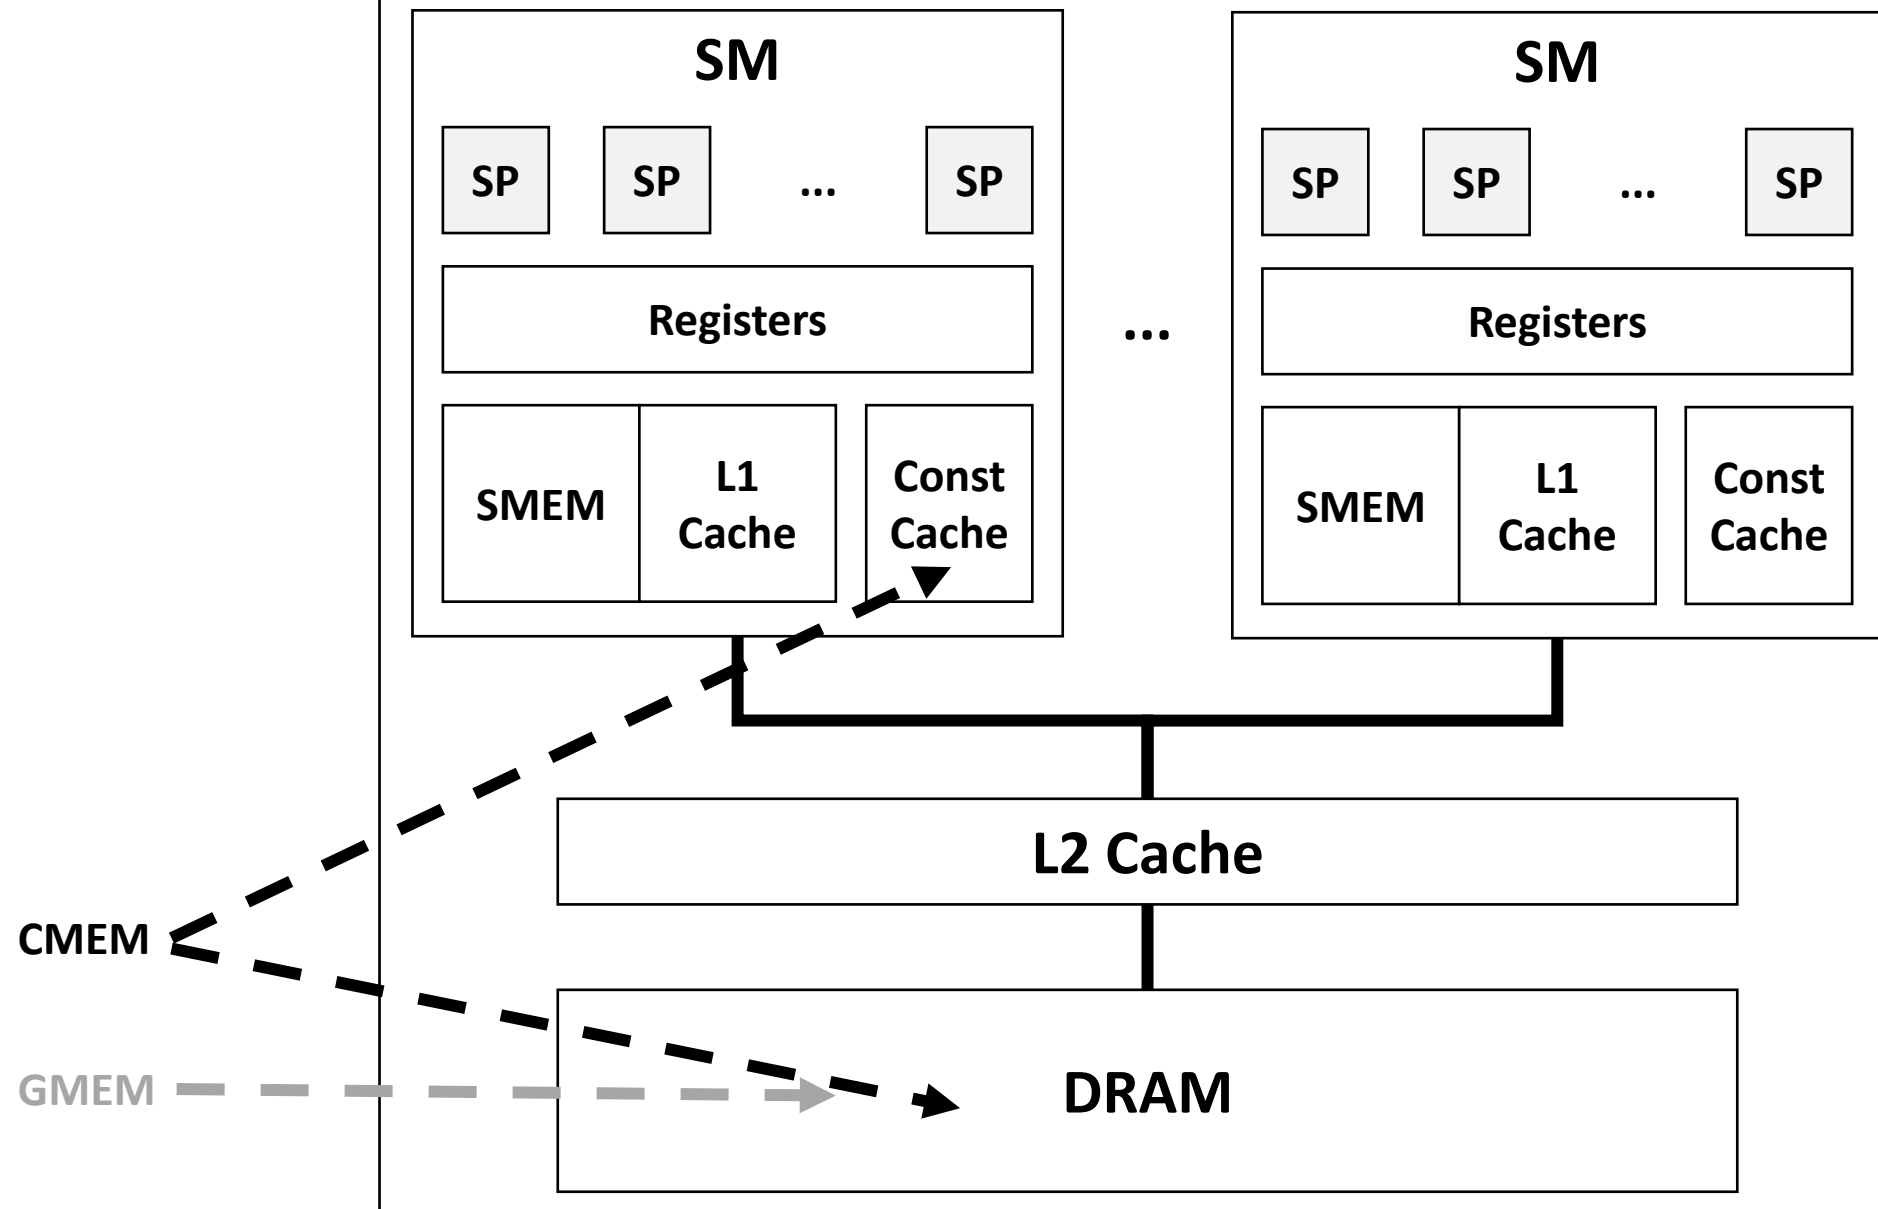 SM
SP
SP
...
SP
Registers
SMEM
L1
Cache
Const
Cache
...
SM
SP
SP
...
SP
Registers
SMEM
L1
Cache
Const
Cache
L2 Cache
CMEM
GMEM
DRAM